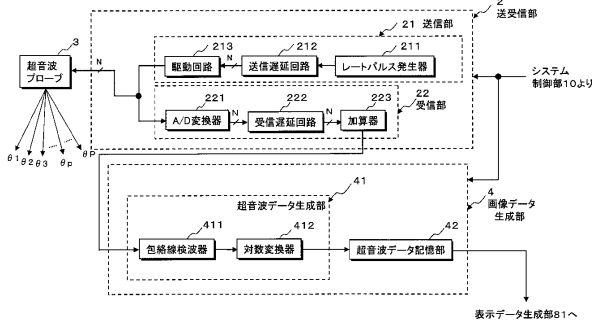 2
送受信部
21 送信部
3
超音波
プローブ
N
213
駆動回路
N
212
送信遅延回路
211
レートパルス発生器
システム
制御部10より
22
受信部
221
A/D変換器
N
222
受信遅延回路
N
223
加算器
θ1 θ2 θ3 θp θP
41
超音波データ生成部
4
画像データ
生成部
411
包絡線検波器
412
対数変換器
42
超音波データ記憶部
表示データ生成部81へ